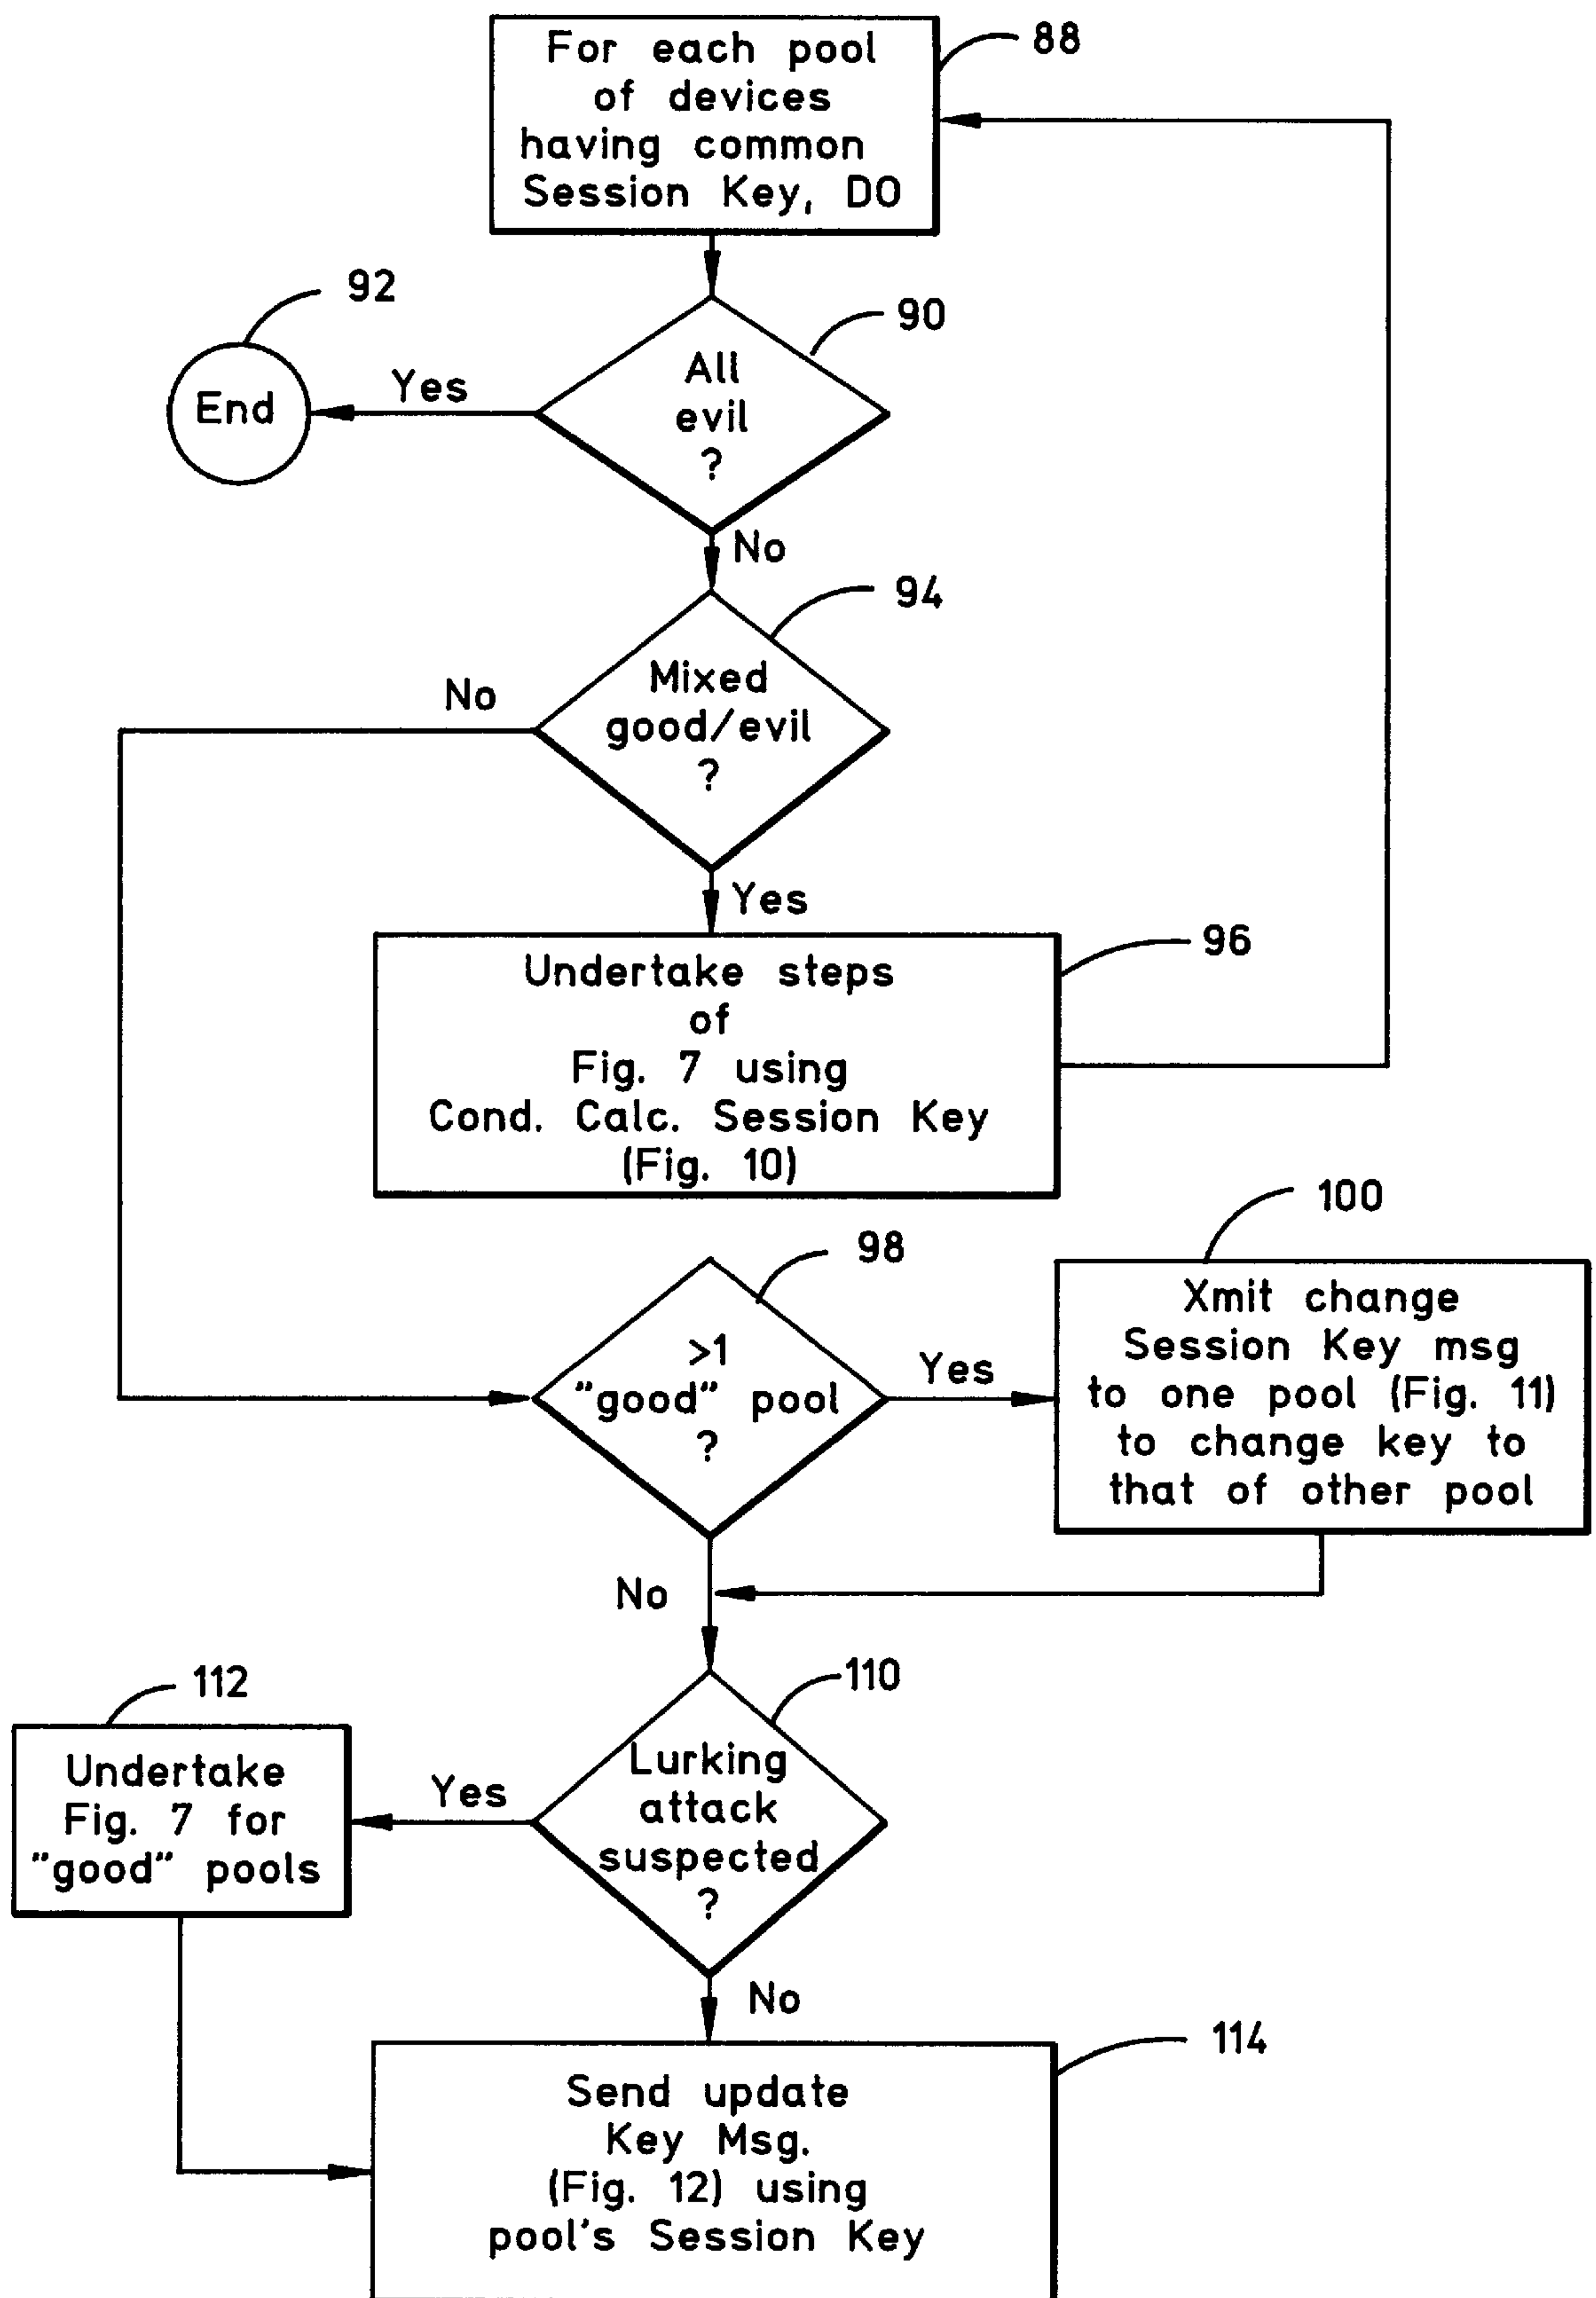 For each pool
of devices
having common
Session Key, DO
88
92
90
End
Yes
All
evil
?
No
94
No
Mixed
good/evil
?
Yes
96
Undertake steps
of
Fig. 7 using
Cond. Calc. Session Key
(Fig. 10)
98
100
>1
"good" pool
?
Yes
Xmit change
Session Key msg
to one pool (Fig. 11)
to change key to
that of other pool
No
112
110
Undertake
Fig. 7 for
"good" pools
Yes
Lurking
attack
suspected
?
No
114
Send update
Key Msg.
(Fig. 12) using
pool's Session Key